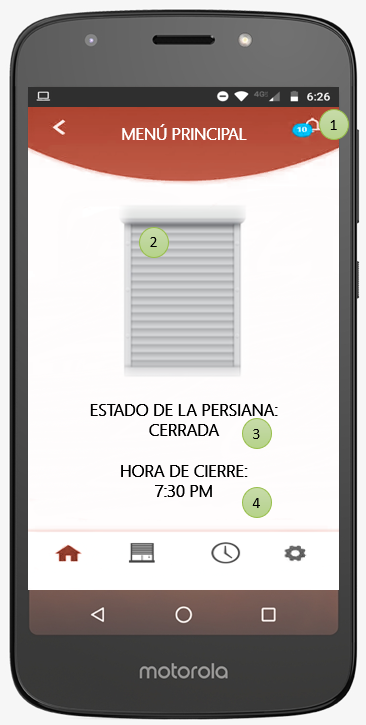 4G 6:26
MENÚ PRINCIPAL
10
1
2
ESTADO DE LA PERSIANA:
CERRADA
3
HORA DE CIERRE:
7:30 PM
4
motorola